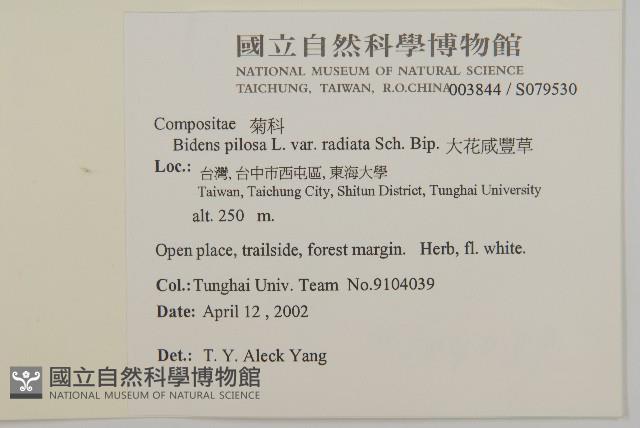 國立自然科學博物館
NATIONAL MUSEUM OF NATURAL SCIENCE
TAICHUNG, TAIWAN, R.O.CHINA 003844 / S079530
Compositae 菊科
Bidens pilosa L. var. radiata Sch. Bip. 大花咸豐草
Loc.: 台灣, 台中市西屯區, 東海大學
Taiwan, Taichung City, Shitun District, Tunghai University
alt. 250 m.
Open place, trailside, forest margin. Herb, fl. white.
Col.: Tunghai Univ. Team No.9104039
Date: April 12 , 2002
Det.: T. Y. Aleck Yang
國立自然科學博物館
NATIONAL MUSEUM OF NATURAL SCIENCE